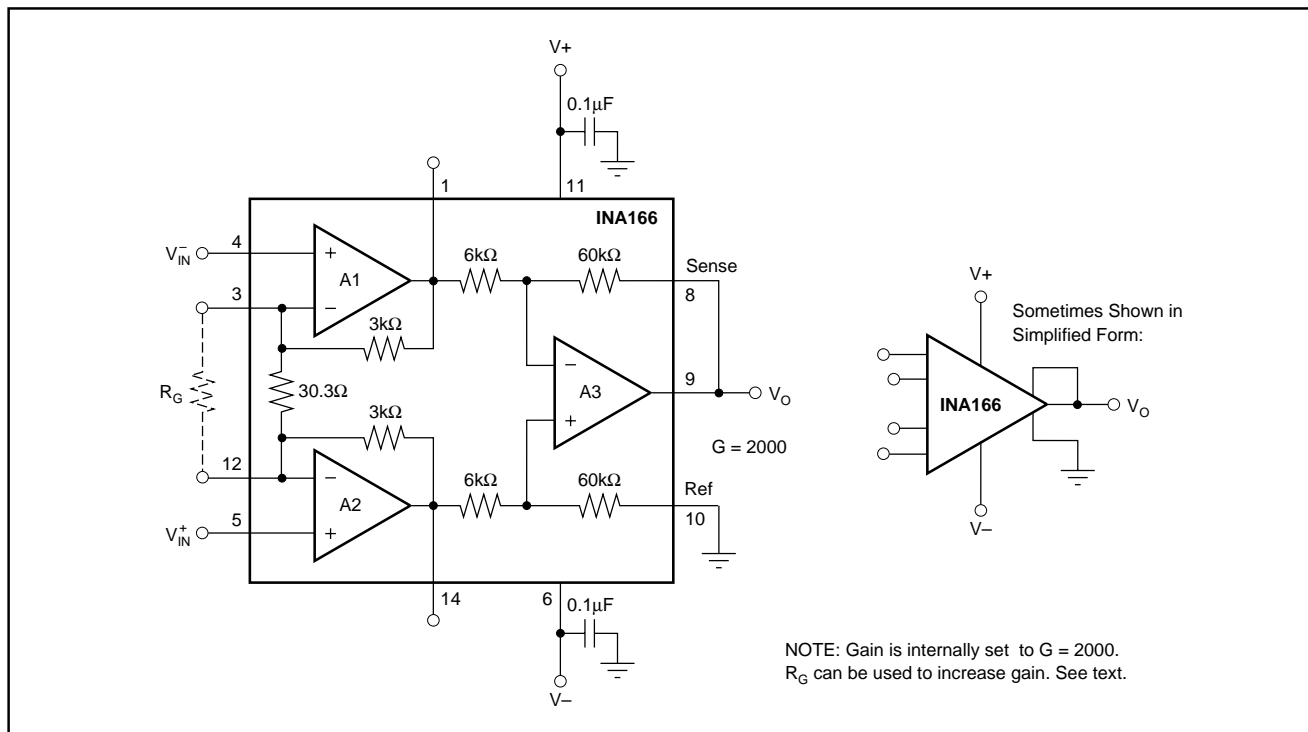 V+
0.1µF
1
11
INA166
V–IN
4
+
A1
3
–
6kΩ
60kΩ
Sense
8
3kΩ
RG
30.3Ω
3kΩ
–
A3
+
9
VO
G = 2000
12
–
A2
+
5
V+IN
6kΩ
60kΩ
Ref
10
14
6
0.1µF
V–
V+
Sometimes Shown in
Simplified Form:
INA166
VO
V–
NOTE: Gain is internally set to G = 2000.
RG can be used to increase gain. See text.